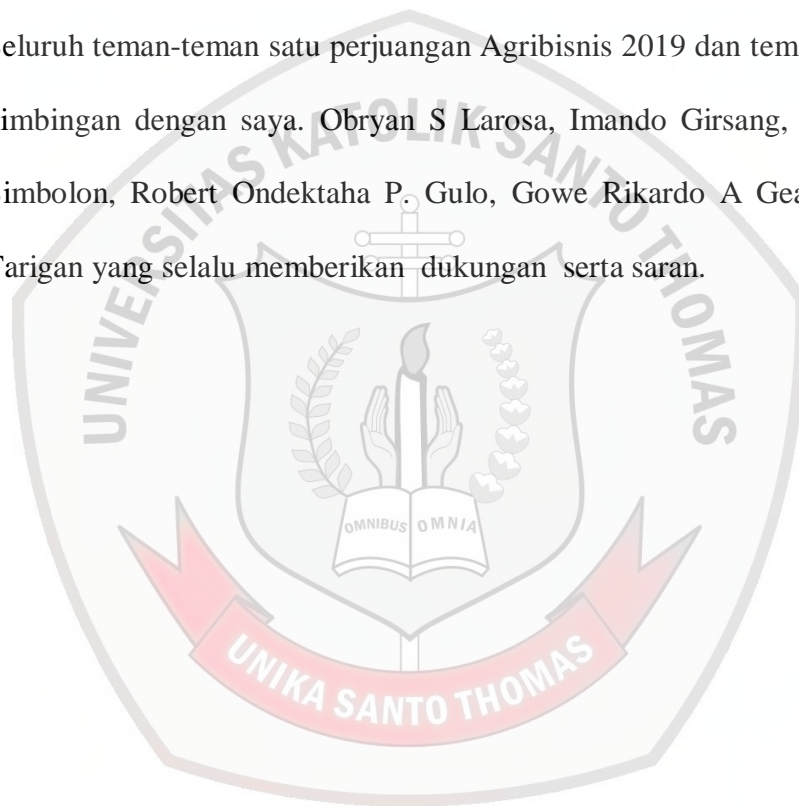 eluruh teman-teman satu perjuangan Agribisnis 2019 dan tem
imbingan dengan saya. Obryan S Larosa, Imando Girsang,
imbolon, Robert Ondektaha P. Gulo, Gowe Rikardo A Gea
Tarigan yang selalu memberikan dukungan serta saran.
UNIVERSITAS KATOLIK SANTO THOMAS
OMNIBUS OMNIA
UNIKA SANTO THOMAS